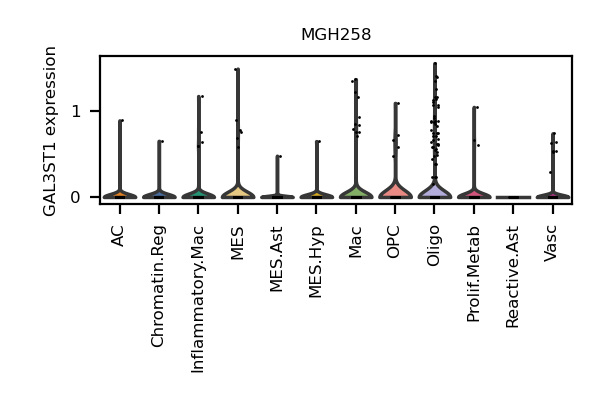 MGH258
GAL3ST1 expression
1
0
AC
Chromatin.Reg
Inflammatory.Mac
MES
MES.Ast
MES.Hyp
Mac
OPC
Oligo
Prolif.Metab
Reactive.Ast
Vasc